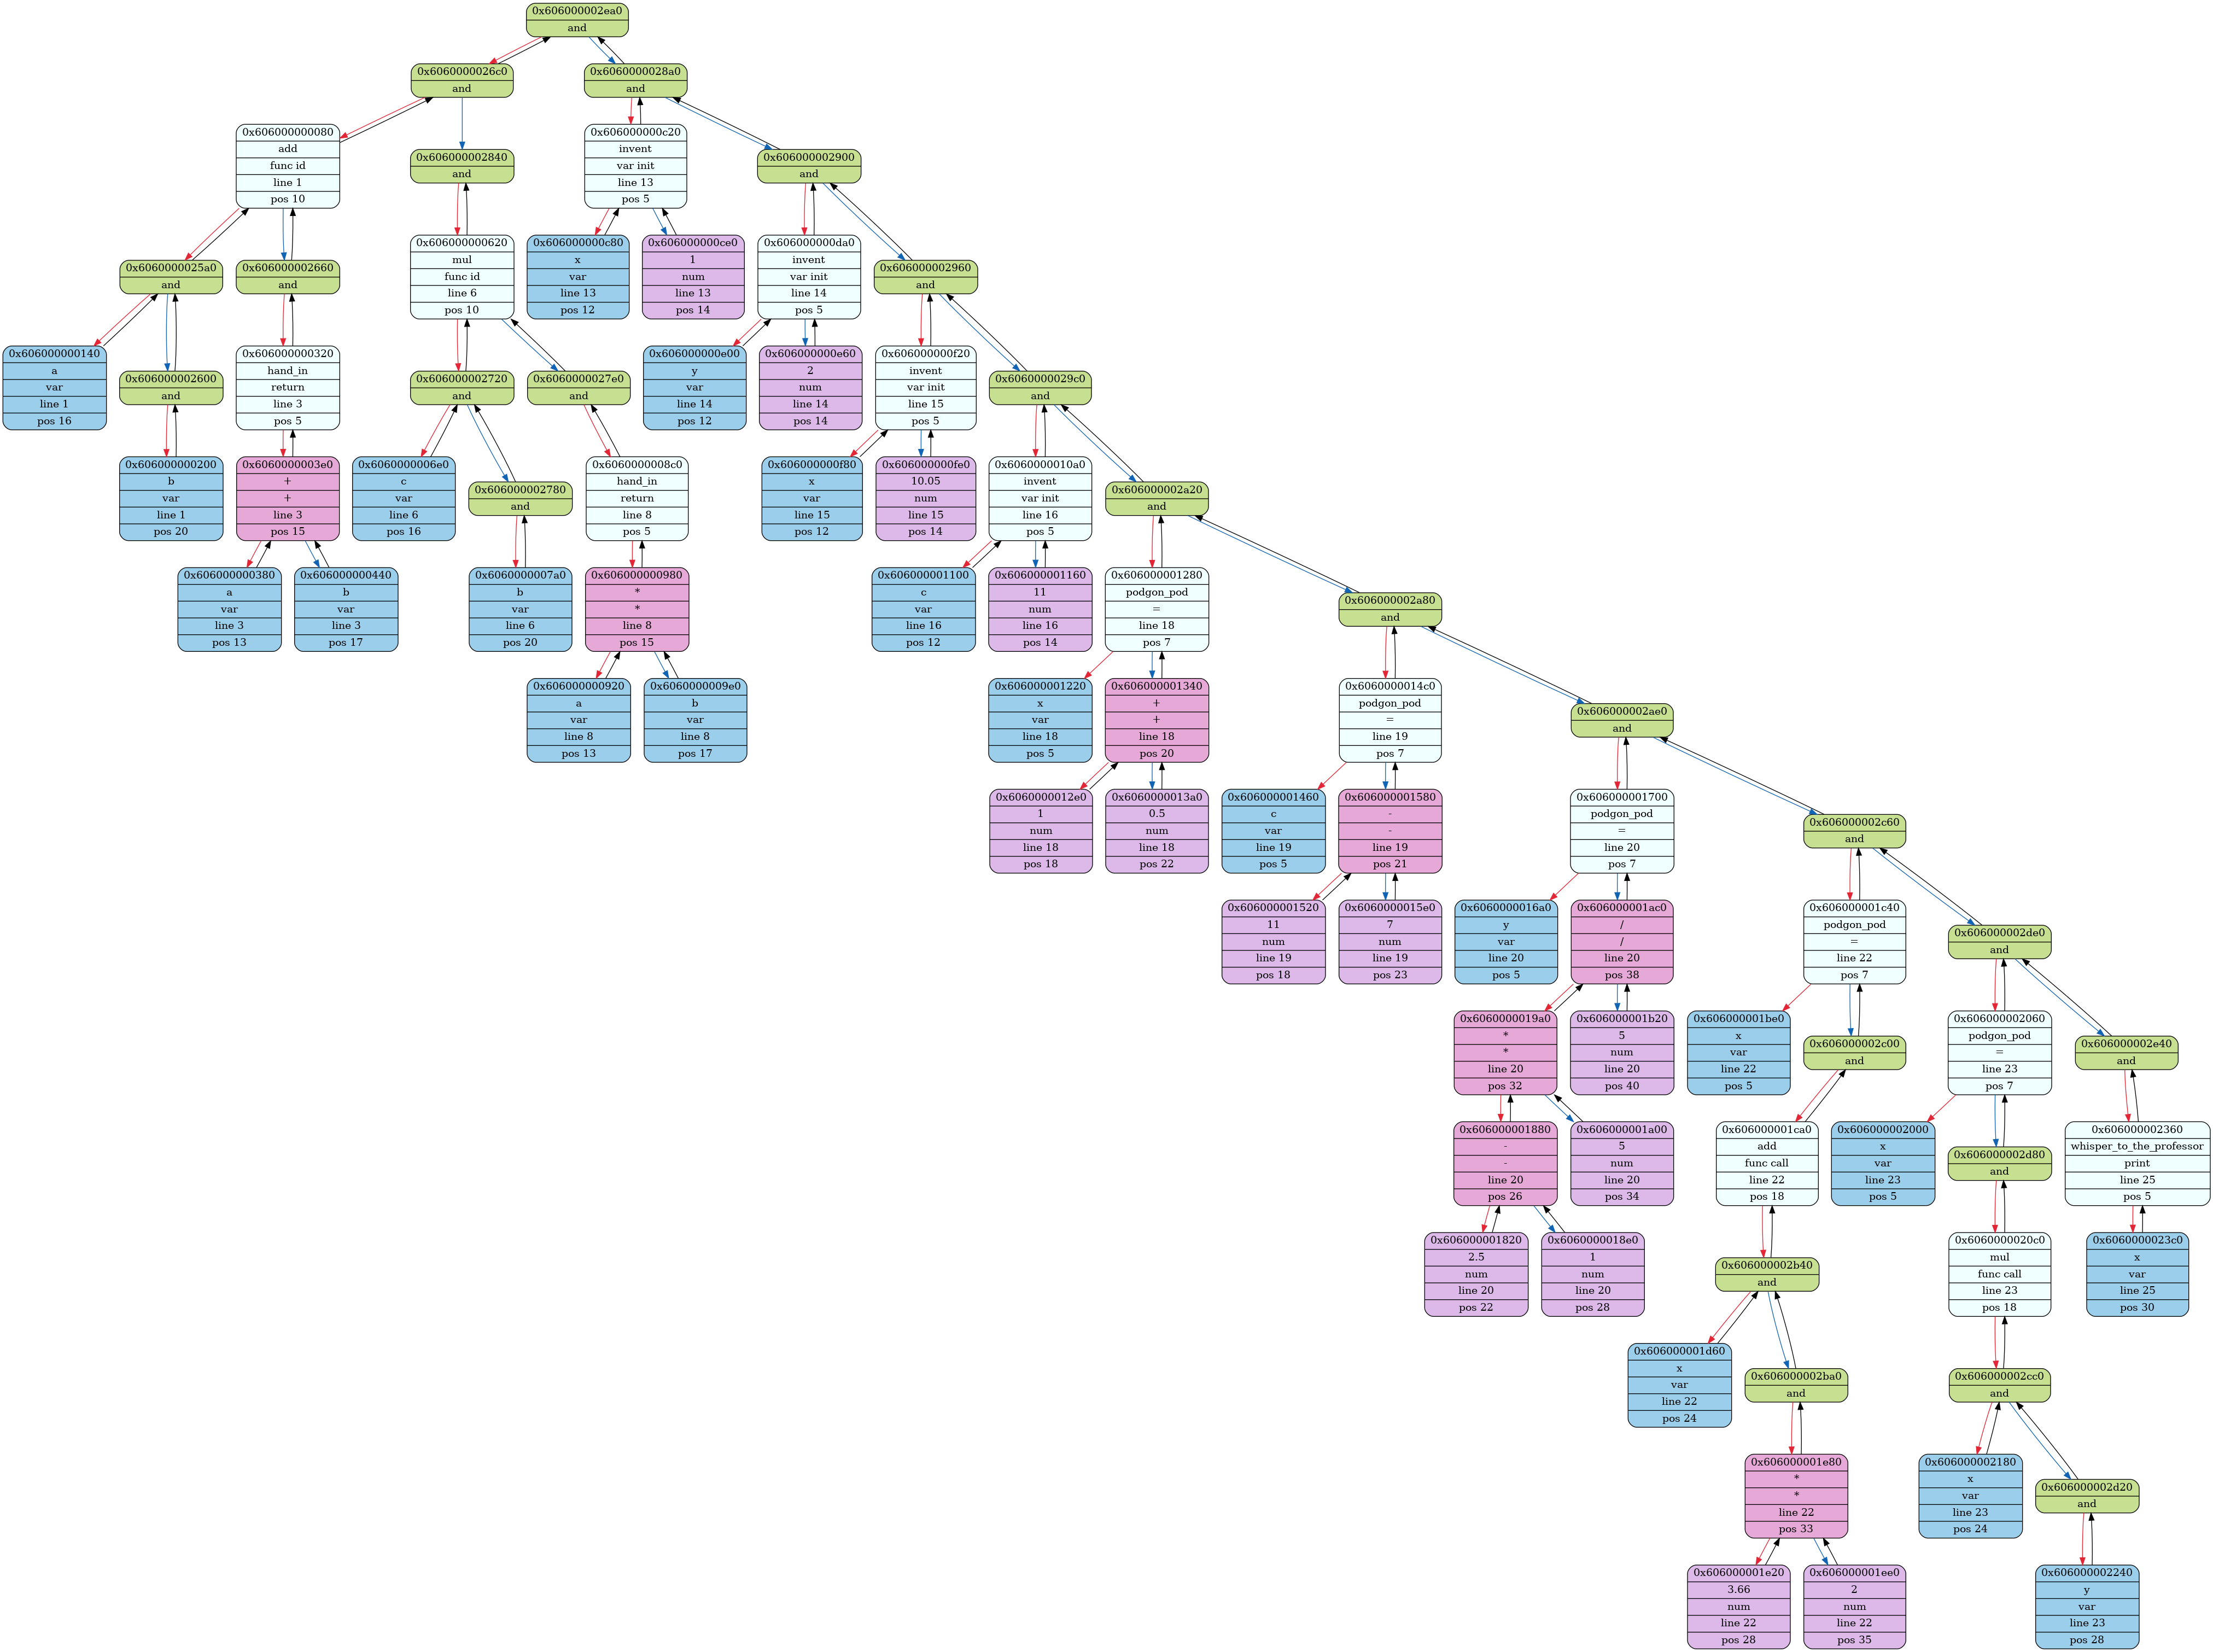 0x606000002ea0
and
0x6060000026c0
and
0x6060000028a0
and
0x606000000080
add
func id
line 1
pos 10
0x606000002840
and
0x606000000c20
invent
var init
line 13
pos 5
0x606000002900
and
0x6060000025a0
and
0x606000002660
and
0x606000000620
mul
func id
line 6
pos 10
0x606000000c80
x
var
line 13
pos 12
0x606000000ce0
1
num
line 13
pos 14
0x606000000da0
invent
var init
line 14
pos 5
0x606000002960
and
0x606000000140
a
var
line 1
pos 16
0x606000002600
and
0x606000000320
hand_in
return
line 3
pos 5
0x606000002720
and
0x6060000027e0
and
0x606000000e00
y
var
line 14
pos 12
0x606000000e60
2
num
line 14
pos 14
0x606000000f20
invent
var init
line 15
pos 5
0x6060000029c0
and
0x606000000200
b
var
line 1
pos 20
0x6060000003e0
+
+
line 3
pos 15
0x6060000006e0
c
var
line 6
pos 16
0x606000002780
and
0x6060000008c0
hand_in
return
line 8
pos 5
0x606000000f80
x
var
line 15
pos 12
0x606000000fe0
10.05
num
line 15
pos 14
0x6060000010a0
invent
var init
line 16
pos 5
0x606000002a20
and
0x606000000380
a
var
line 3
pos 13
0x606000000440
b
var
line 3
pos 17
0x6060000007a0
b
var
line 6
pos 20
0x606000000980
*
*
line 8
pos 15
0x606000001100
c
var
line 16
pos 12
0x606000001160
11
num
line 16
pos 14
0x606000001280
podgon_pod
=
line 18
pos 7
0x606000002a80
and
0x606000000920
a
var
line 8
pos 13
0x6060000009e0
b
var
line 8
pos 17
0x606000001220
x
var
line 18
pos 5
0x606000001340
+
+
line 18
pos 20
0x6060000014c0
podgon_pod
=
line 19
pos 7
0x606000002ae0
and
0x6060000012e0
1
num
line 18
pos 18
0x6060000013a0
0.5
num
line 18
pos 22
0x606000001460
c
var
line 19
pos 5
0x606000001580
-
-
line 19
pos 21
0x606000001700
podgon_pod
=
line 20
pos 7
0x606000002c60
and
0x606000001520
11
num
line 19
pos 18
0x6060000015e0
7
num
line 19
pos 23
0x6060000016a0
y
var
line 20
pos 5
0x606000001ac0
/
/
line 20
pos 38
0x606000001c40
podgon_pod
=
line 22
pos 7
0x606000002de0
and
0x6060000019a0
*
*
line 20
pos 32
0x606000001b20
5
num
line 20
pos 40
0x606000001be0
x
var
line 22
pos 5
0x606000002c00
and
0x606000002060
podgon_pod
=
line 23
pos 7
0x606000002e40
and
0x606000001880
-
-
line 20
pos 26
0x606000001a00
5
num
line 20
pos 34
0x606000001ca0
add
func call
line 22
pos 18
0x606000002000
x
var
line 23
pos 5
0x606000002d80
and
0x606000002360
whisper_to_the_professor
print
line 25
pos 5
0x606000001820
2.5
num
line 20
pos 22
0x6060000018e0
1
num
line 20
pos 28
0x606000002b40
and
0x6060000020c0
mul
func call
line 23
pos 18
0x6060000023c0
x
var
line 25
pos 30
0x606000001d60
x
var
line 22
pos 24
0x606000002ba0
and
0x606000002cc0
and
0x606000001e80
*
*
line 22
pos 33
0x606000002180
x
var
line 23
pos 24
0x606000002d20
and
0x606000001e20
3.66
num
line 22
pos 28
0x606000001ee0
2
num
line 22
pos 35
0x606000002240
y
var
line 23
pos 28